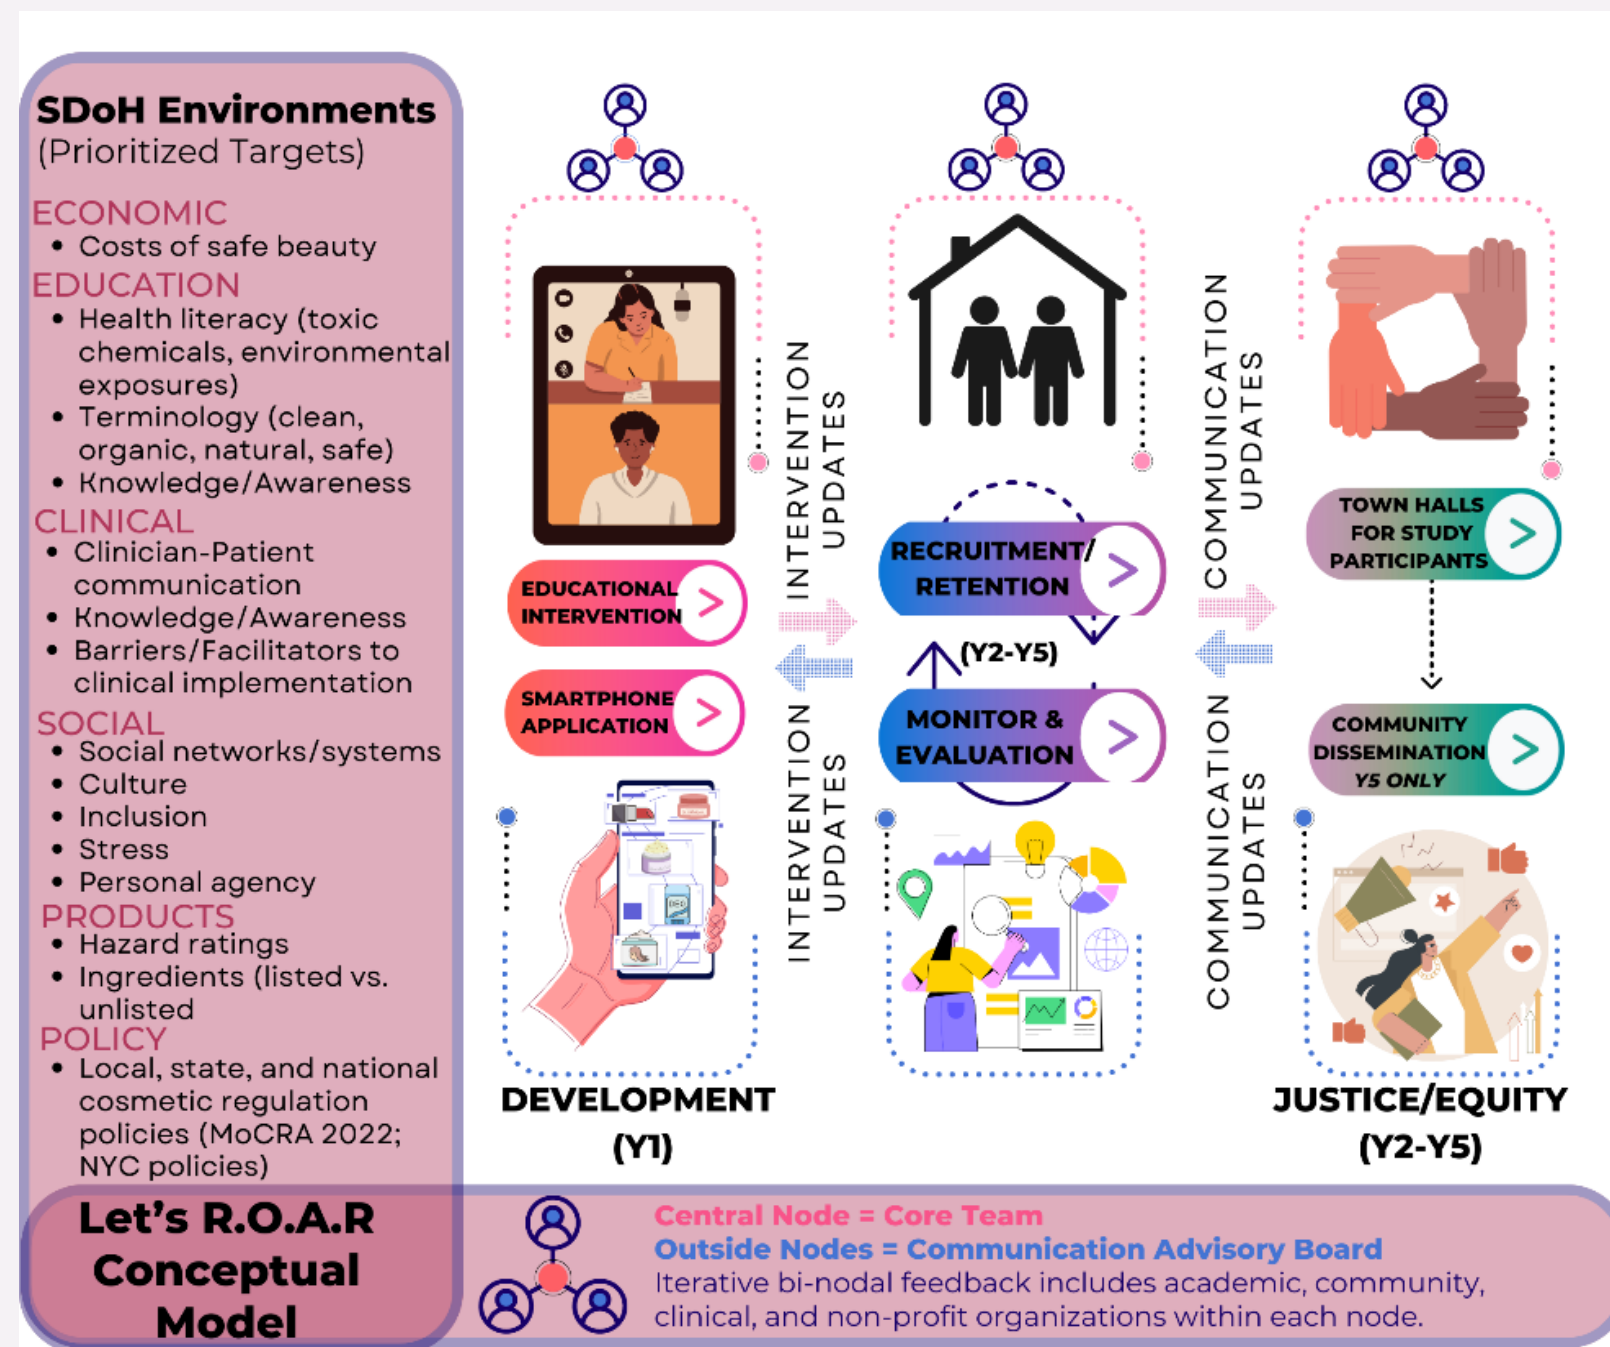 SDoH Environments
(Prioritized Targets)
ECONOMIC
• Costs of safe beauty
EDUCATION
• Health literacy (toxic
chemicals, environmental
exposures)
• Terminology (clean,
organic, natural, safe)
• Knowledge/Awareness
CLINICAL
• Clinician-Patient
communication
• Knowledge/Awareness
• Barriers/Facilitators to
clinical implementation
SOCIAL
• Social networks/systems
• Culture
• Inclusion
• Stress
• Personal agency
PRODUCTS
• Hazard ratings
• Ingredients (listed vs.
unlisted
POLICY
• Local, state, and national
cosmetic regulation
policies (MoCRA 2022;
NYC policies)
EDUCATIONAL
INTERVENTION
SMARTPHONE
APPLICATION
DEVELOPMENT
(Y1)
INTERVENTION
UPDATES
INTERVENTION
UPDATES
RECRUITMENT/
RETENTION
(Y2-Y5)
MONITOR &
EVALUATION
COMMUNICATION
UPDATES
COMMUNICATION
UPDATES
TOWN HALLS
FOR STUDY
PARTICIPANTS
COMMUNITY
DISSEMINATION
Y5 ONLY
JUSTICE/EQUITY
(Y2-Y5)
Let's R.O.A.R
Conceptual
Model
Central Node = Core Team
Outside Nodes = Communication Advisory Board
Iterative bi-nodal feedback includes academic, community,
clinical, and non-profit organizations within each node.